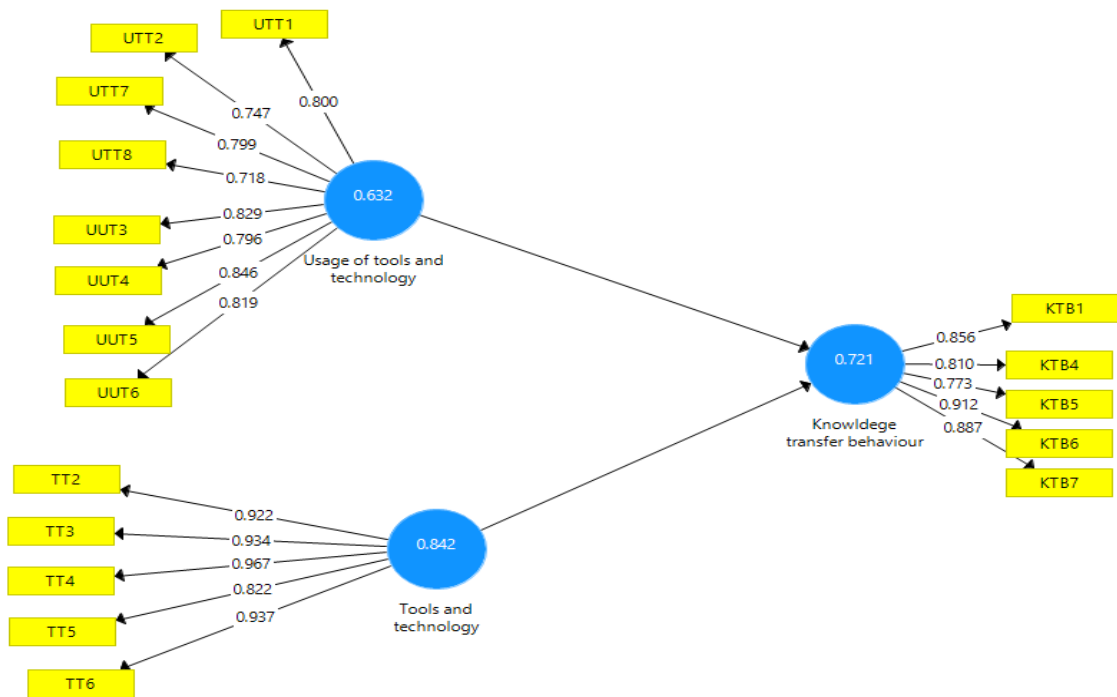 UTT1
UTT2
UTT7
UTT8
UUT3
UUT4
UUT5
UUT6
0.800
0.747
0.799
0.718
0.829
0.796
0.846
0.819
0.632
Usage of tools and
technology
TT2
TT3
TT4
TT5
TT6
0.922
0.934
0.967
0.822
0.937
0.842
Tools and
technology
0.721
Knowldege
transfer behaviour
0.856
0.810
0.773
0.912
0.887
KTB1
KTB4
KTB5
KTB6
KTB7